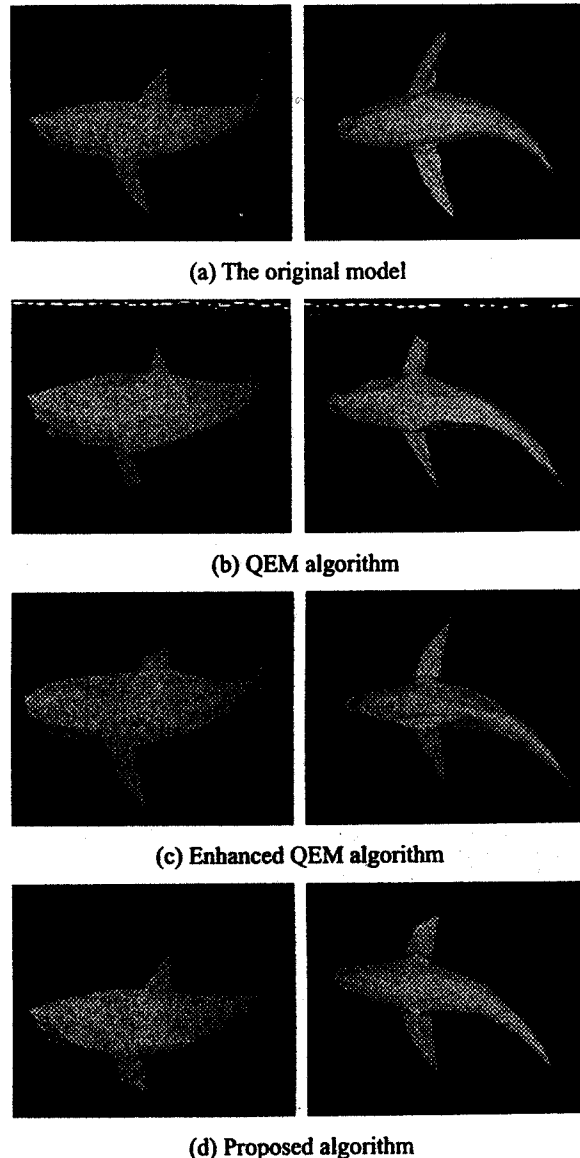 (a) The original model
(b) QEM algorithm
(c) Enhanced QEM algorithm
(d) Proposed algorithm